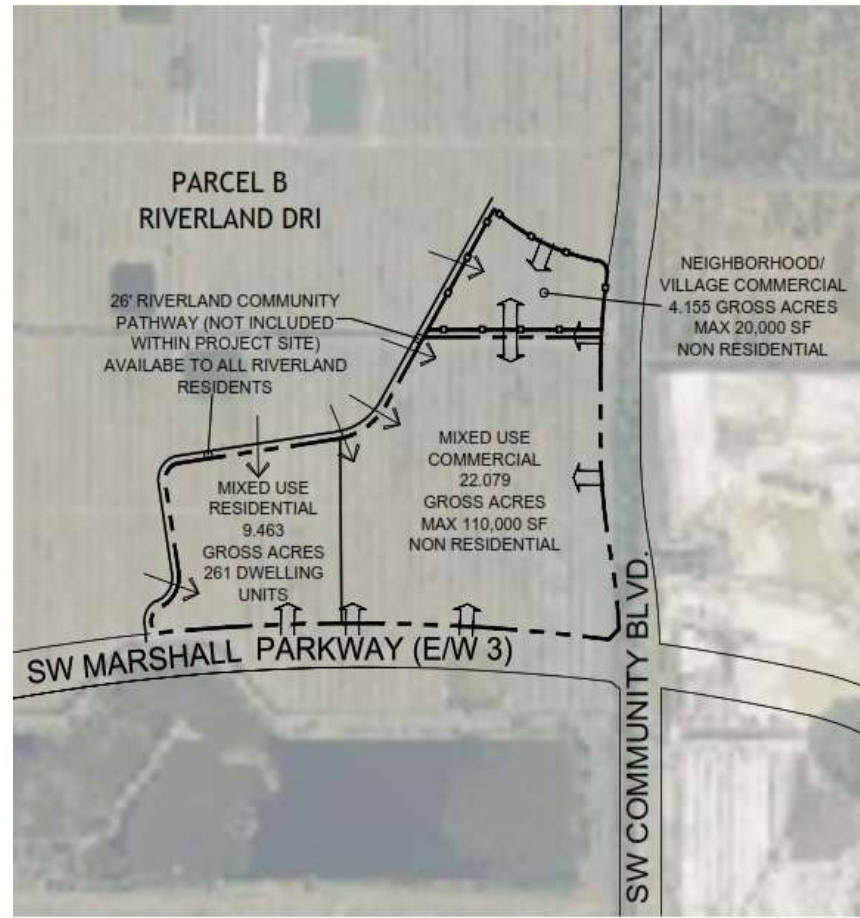 PARCEL B
RIVERLAND DRI
26' RIVERLAND COMMUNITY
PATHWAY (NOT INCLUDED
WITHIN PROJECT SITE)
AVAILABE TO ALL RIVERLAND
RESIDENTS
NEIGHBORHOOD/
VILLAGE COMMERCIAL
4.155 GROSS ACRES
MAX 20,000 SF
NON RESIDENTIAL
MIXED USE
COMMERCIAL
22.079
GROSS ACRES
MAX 110,000 SF
NON RESIDENTIAL
MIXED USE
RESIDENTIAL
9.463
GROSS ACRES
261 DWELLING
UNITS
SW MARSHALL PARKWAY (E/W 3)
SW COMMUNITY BLVD.